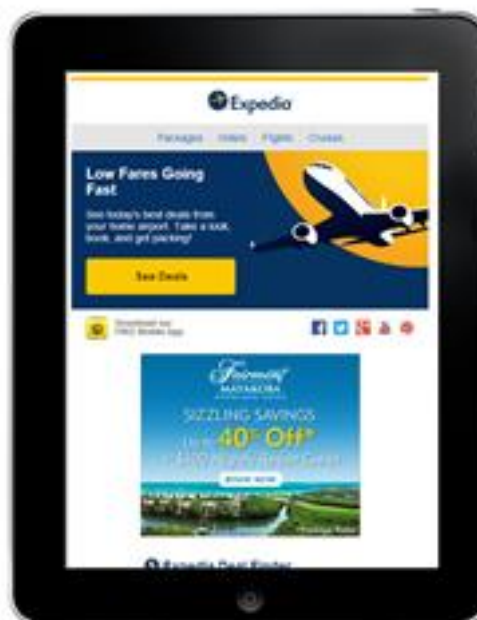 Expedia
Packages Hotels Flights Cruises
Low Fares Going
Fast
See today's best deals from
your home airport. Take a look,
book, and get packing!
See Deals
Download our
FREE Mobile App
Fairmont
MAYAKOBA
SIZZLING SAVINGS
Up to 40% Off*
BOOK NOW
Expedia Deal Finder